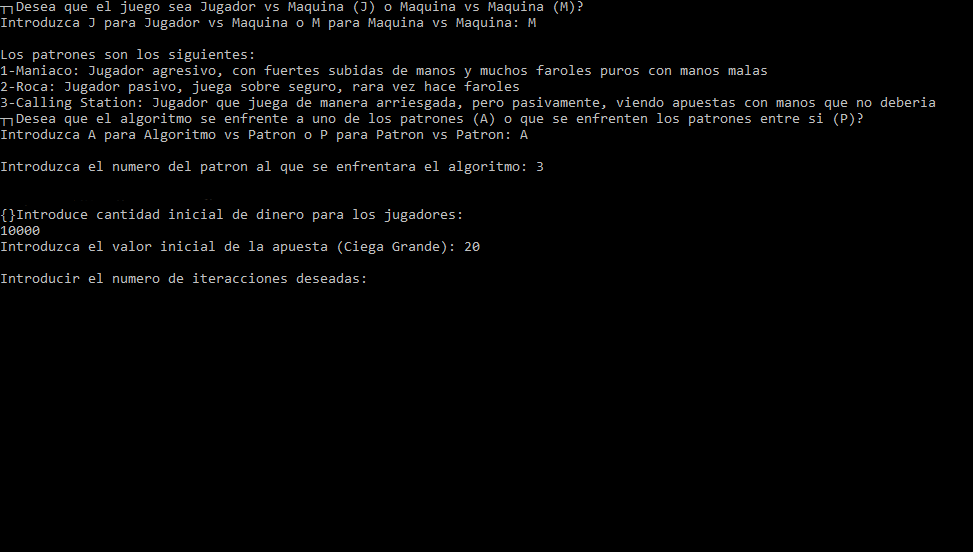 ┬┐Desea que el juego sea Jugador vs Maquina (J) o Maquina vs Maquina (M)?
Introduzca J para Jugador vs Maquina o M para Maquina vs Maquina: M
Los patrones son los siguientes:
1-Maniaco: Jugador agresivo, con fuertes subidas de manos y muchos faroles puros con manos malas
2-Roca: Jugador pasivo, juega sobre seguro, rara vez hace faroles
3-Calling Station: Jugador que juega de manera arriesgada, pero pasivamente, viendo apuestas con manos que no deberia
┬┐Desea que el algoritmo se enfrente a uno de los patrones (A) o que se enfrenten los patrones entre si (P)?
Introduzca A para Algoritmo vs Patron o P para Patron vs Patron: A
Introduzca el numero del patron al que se enfrentara el algoritmo: 3
{}Introduce cantidad inicial de dinero para los jugadores:
10000
Introduzca el valor inicial de la apuesta (Ciega Grande): 20
Introducir el numero de iteracciones deseadas: